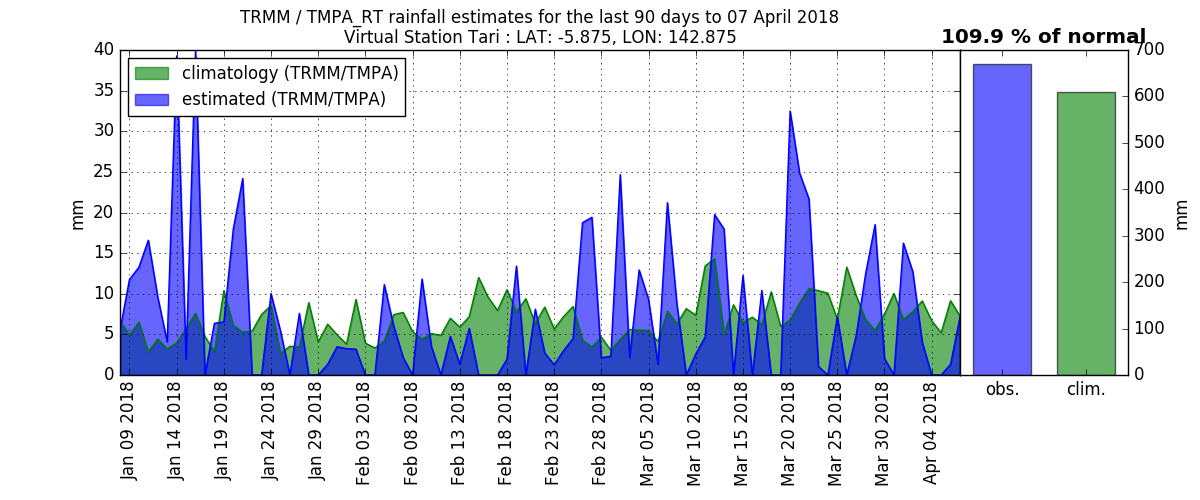 TRMM / TMPA_RT rainfall estimates for the last 90 days to 07 April 2018
Virtual Station Tari : LAT: -5.875, LON: 142.875
109.9 % of normal
climatology (TRMM/TMPA)
estimated (TRMM/TMPA)
40
35
30
25
20
15
10
5
0
mm
700
600
500
400
300
200
100
0
mm
Jan 09 2018
Jan 14 2018
Jan 19 2018
Jan 24 2018
Jan 29 2018
Feb 03 2018
Feb 08 2018
Feb 13 2018
Feb 18 2018
Feb 23 2018
Feb 28 2018
Mar 05 2018
Mar 10 2018
Mar 15 2018
Mar 20 2018
Mar 25 2018
Mar 30 2018
Apr 04 2018
obs.
clim.